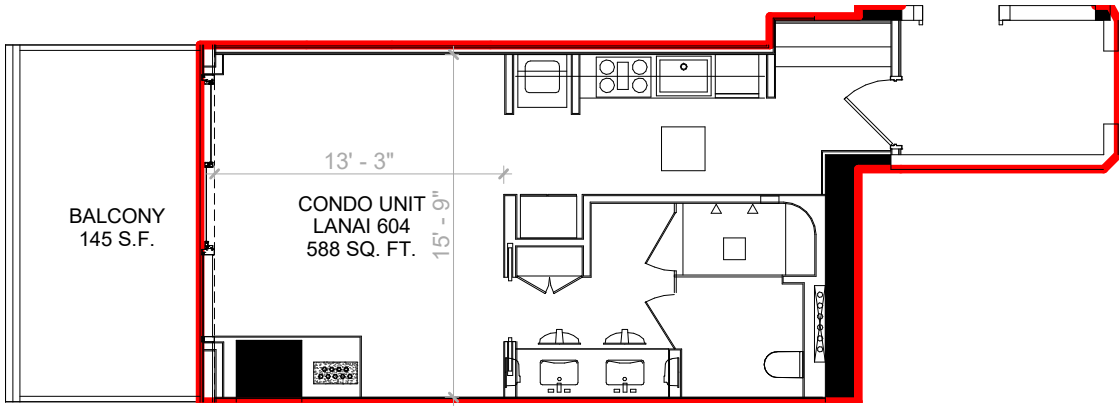 BALCONY
145 S.F.
13' - 3"
CONDO UNIT
LANAI 604
588 SQ. FT.
15' - 9"